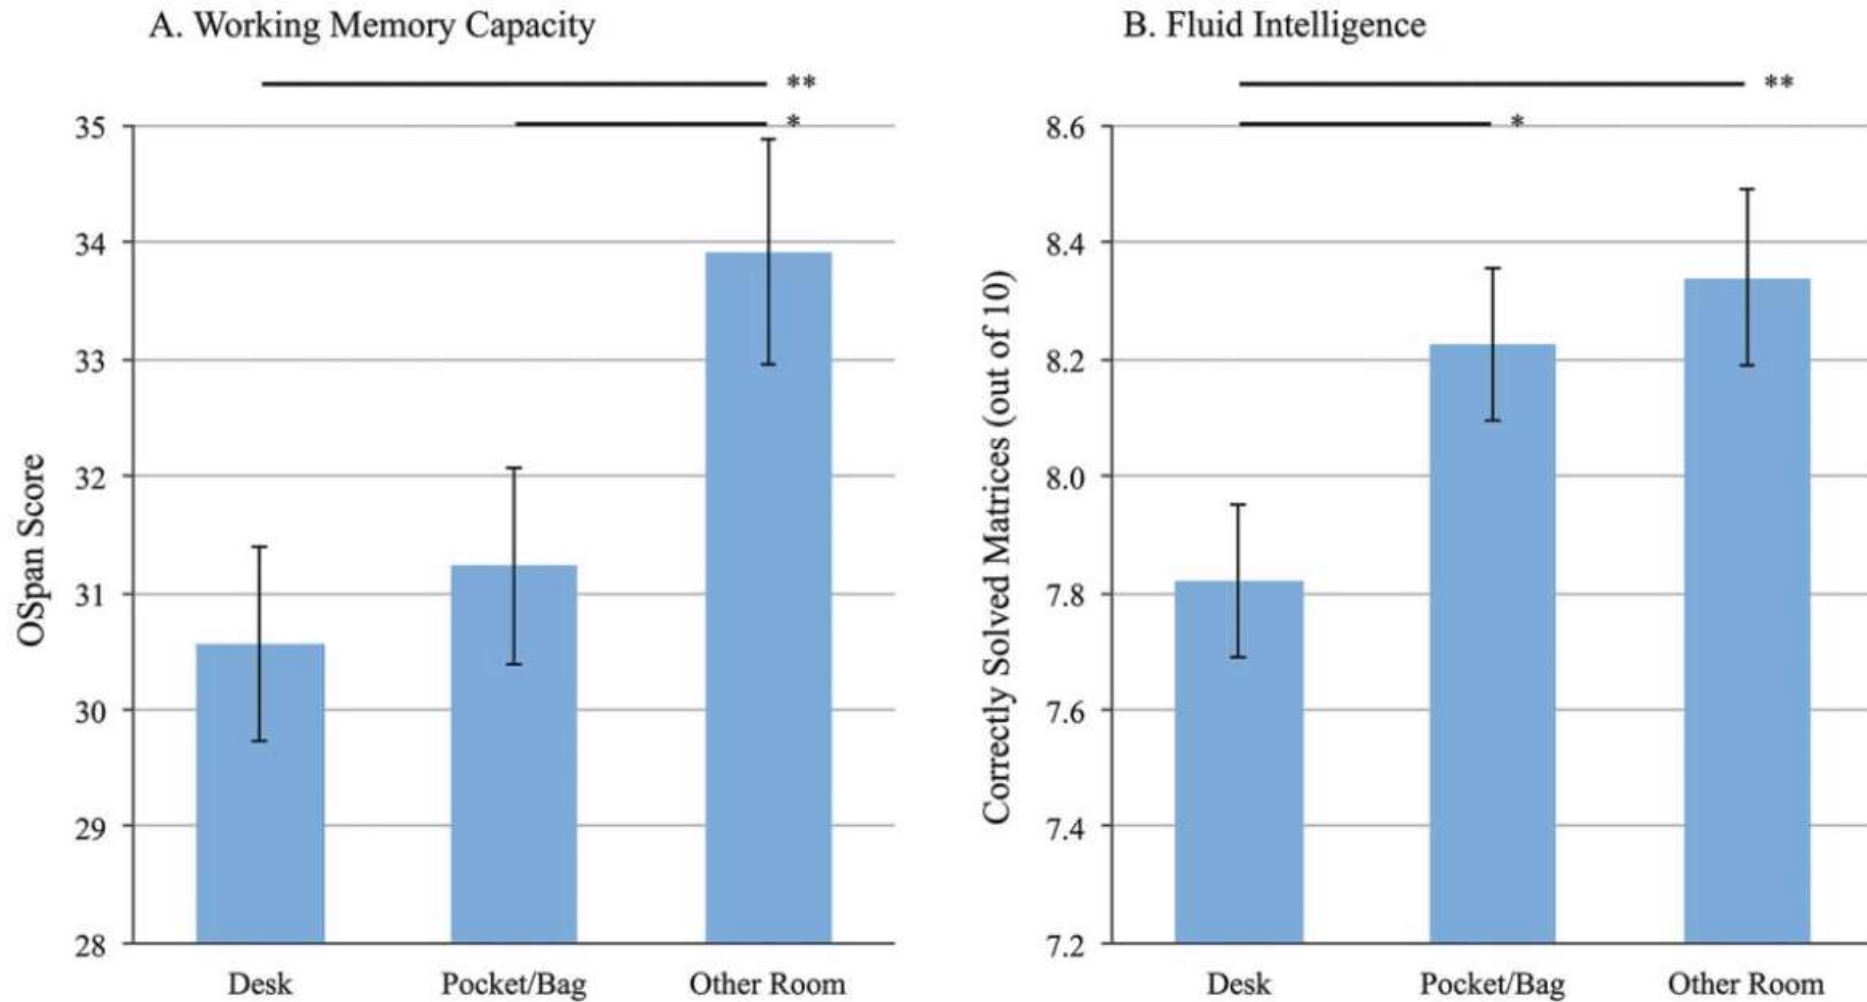 A. Working Memory Capacity
**
*
35
34
33
32
31
30
29
28
OSpan Score
Desk
Pocket/Bag
Other Room
B. Fluid Intelligence
**
*
8.6
8.4
8.2
8.0
7.8
7.6
7.4
7.2
Correctly Solved Matrices (out of 10)
Desk
Pocket/Bag
Other Room